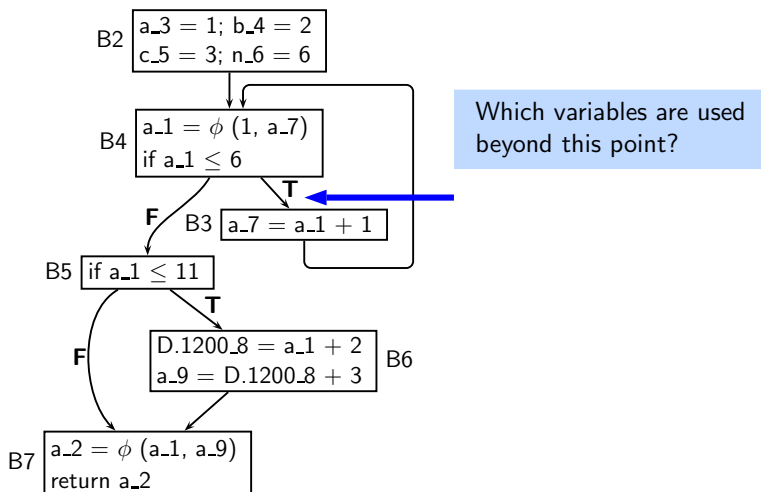 B2
a_3 = 1; b_4 = 2
c_5 = 3; n_6 = 6
B4
a_1 = ϕ (1, a_7)
if a_1 ≤ 6
Which variables are used
beyond this point?
F
T
B3
a_7 = a_1 + 1
B5
if a_1 ≤ 11
F
T
D.1200_8 = a_1 + 2
a_9 = D.1200_8 + 3
B6
B7
a_2 = ϕ (a_1, a_9)
return a_2